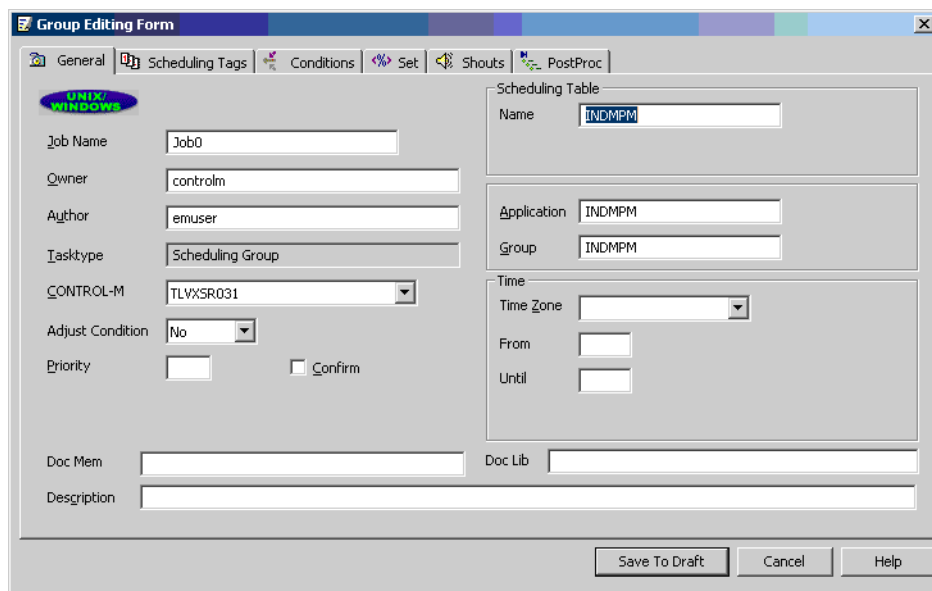 Group Editing Form
General Scheduling Tags Conditions Set Shouts PostProc
UNIX/
WINDOWS
Job Name Job0
Owner controlm
Author emuser
Tasktype Scheduling Group
CONTROL-M TLVXSR031
Adjust Condition No
Priority Confirm
Scheduling Table
Name INDMPM
Application INDMPM
Group INDMPM
Time
Time Zone
From
Until
Doc Mem Doc Lib
Description
Save To Draft Cancel Help